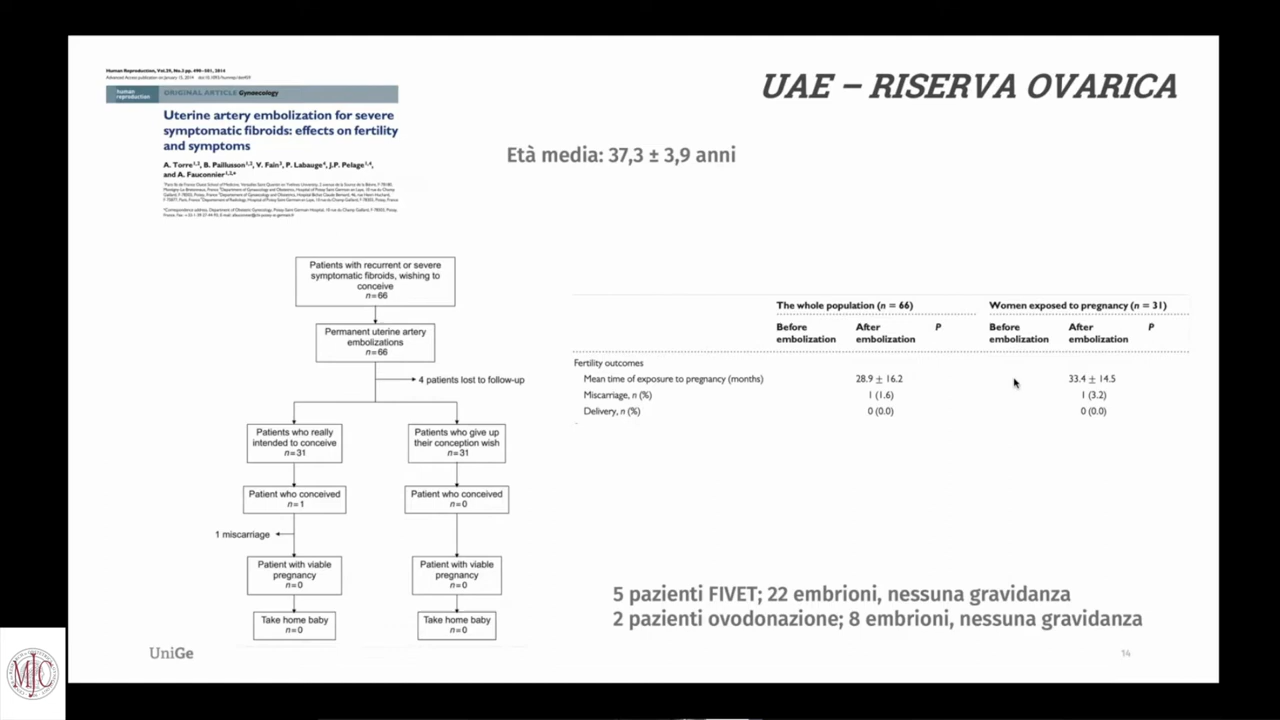 Human Reproduction, Vol.29, No.3 pp. 490–501, 2014
human
reproduction
ORIGINAL ARTICLE Gynaecology
Uterine artery embolization for severe
symptomatic fibroids: effects on fertility
and symptoms
A. Torre, B. Paillusson, V. Fain, P. Labauge, J.P. Pelage,
and A. Fauconnier
UAE – RISERVA OVARICA
Età media: 37,3 ± 3,9 anni
Patients with recurrent or severe
symptomatic fibroids, wishing to
conceive
n=66
Permanent uterine artery
embolizations
n=66
4 patients lost to follow-up
Patients who really
intended to conceive
n=31
Patients who give up
their conception wish
n=31
Patient who conceived
n=1
Patient who conceived
n=0
1 miscarriage
Patient with viable
pregnancy
n=0
Patient with viable
pregnancy
n=0
Take home baby
n=0
Take home baby
n=0
The whole population (n = 66) Women exposed to pregnancy (n = 31)
Before After P Before After P
embolization embolization embolization embolization
Fertility outcomes
Mean time of exposure to pregnancy (months) 28.9 ± 16.2 33.4 ± 14.5
Miscarriage, n (%) 1 (1.6) 1 (3.2)
Delivery, n (%) 0 (0.0) 0 (0.0)
5 pazienti FIVET; 22 embrioni, nessuna gravidanza
2 pazienti ovodonazione; 8 embrioni, nessuna gravidanza
UniGe
14
MJC